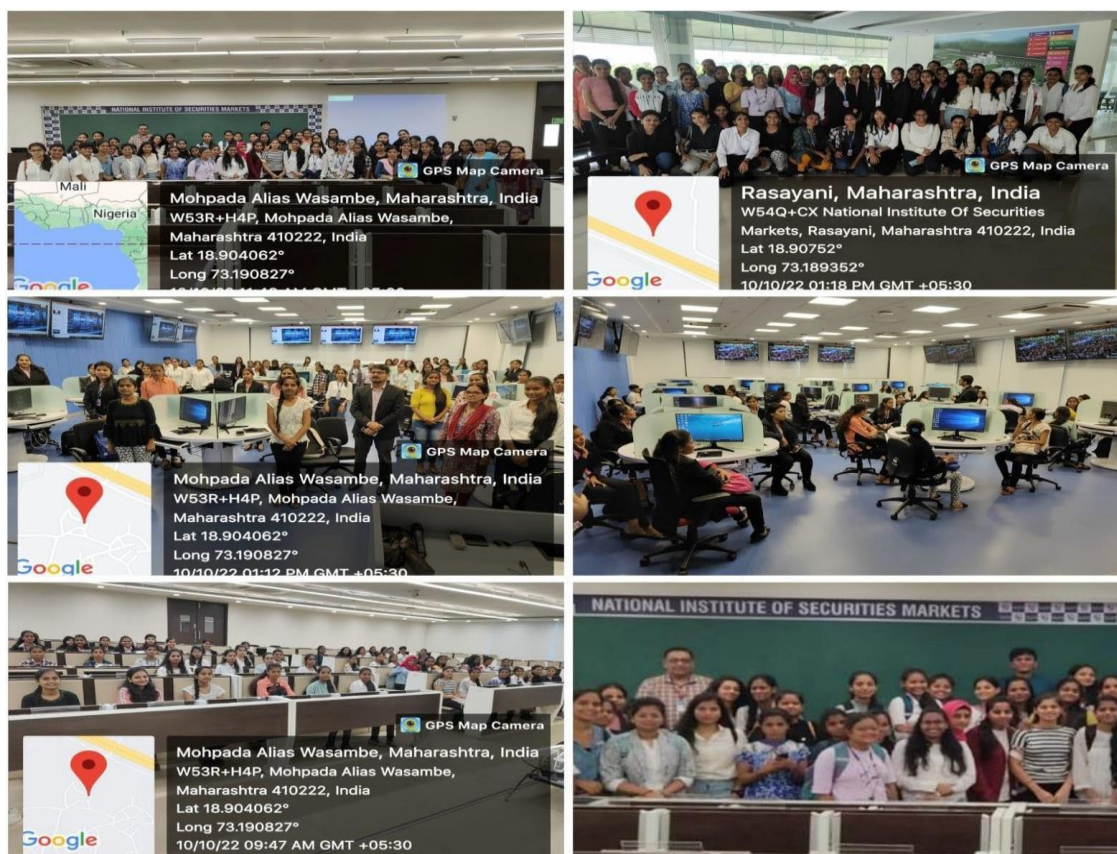 NATIONAL INSTITUTE OF SECURITIES MARKETS
GPS Map Camera
Mali
Nigeria
Google
Mohpada Alias Wasambe, Maharashtra, India
W53R+H4P, Mohpada Alias Wasambe,
Maharashtra 410222, India
Lat 18.904062°
Long 73.190827°
GPS Map Camera
Google
Rasayani, Maharashtra, India
W54Q+CX National Institute Of Securities
Markets, Rasayani, Maharashtra 410222, India
Lat 18.90752°
Long 73.189352°
10/10/22 01:18 PM GMT +05:30
GPS Map Camera
Google
Mohpada Alias Wasambe, Maharashtra, India
W53R+H4P, Mohpada Alias Wasambe,
Maharashtra 410222, India
Lat 18.904062°
Long 73.190827°
10/10/22 01:12 PM GMT +05:30
GPS Map Camera
Google
Mohpada Alias Wasambe, Maharashtra, India
W53R+H4P, Mohpada Alias Wasambe,
Maharashtra 410222, India
Lat 18.904062°
Long 73.190827°
10/10/22 09:47 AM GMT +05:30
NATIONAL INSTITUTE OF SECURITIES MARKETS